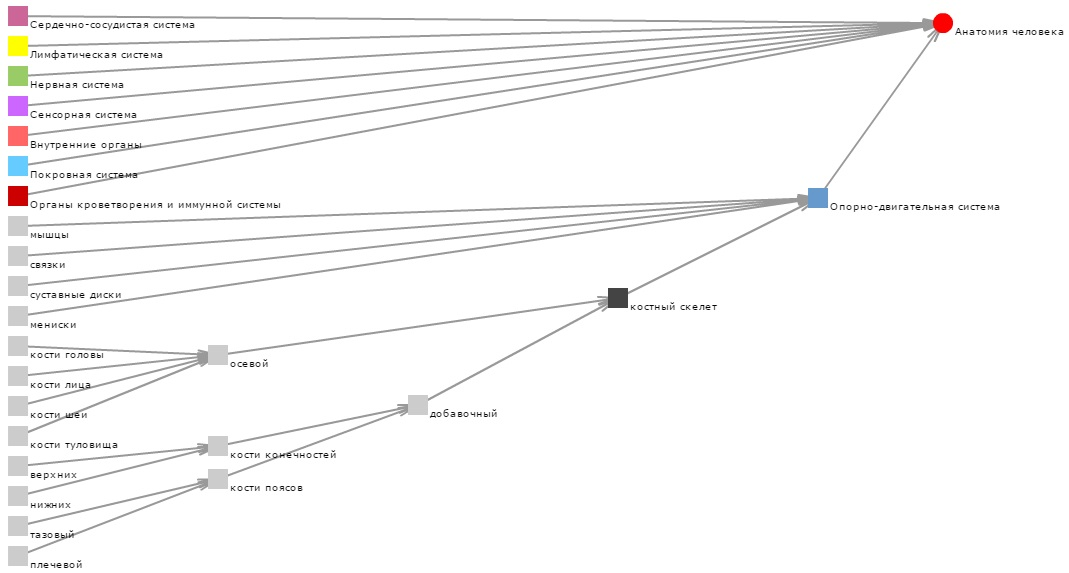 Сердечно-сосудистая система
Анатомия человека
Лимфатическая система
Нервная система
Сенсорная система
Внутренние органы
Покровная система
Органы кроветворения и иммунной системы
Опорно-двигательная система
мышцы
связки
суставные диски
костный скелет
мениски
кости головы
осевой
кости лица
кости шеи
добавочный
кости туловища
кости конечностей
верхних
кости поясов
нижних
тазовый
плечевой